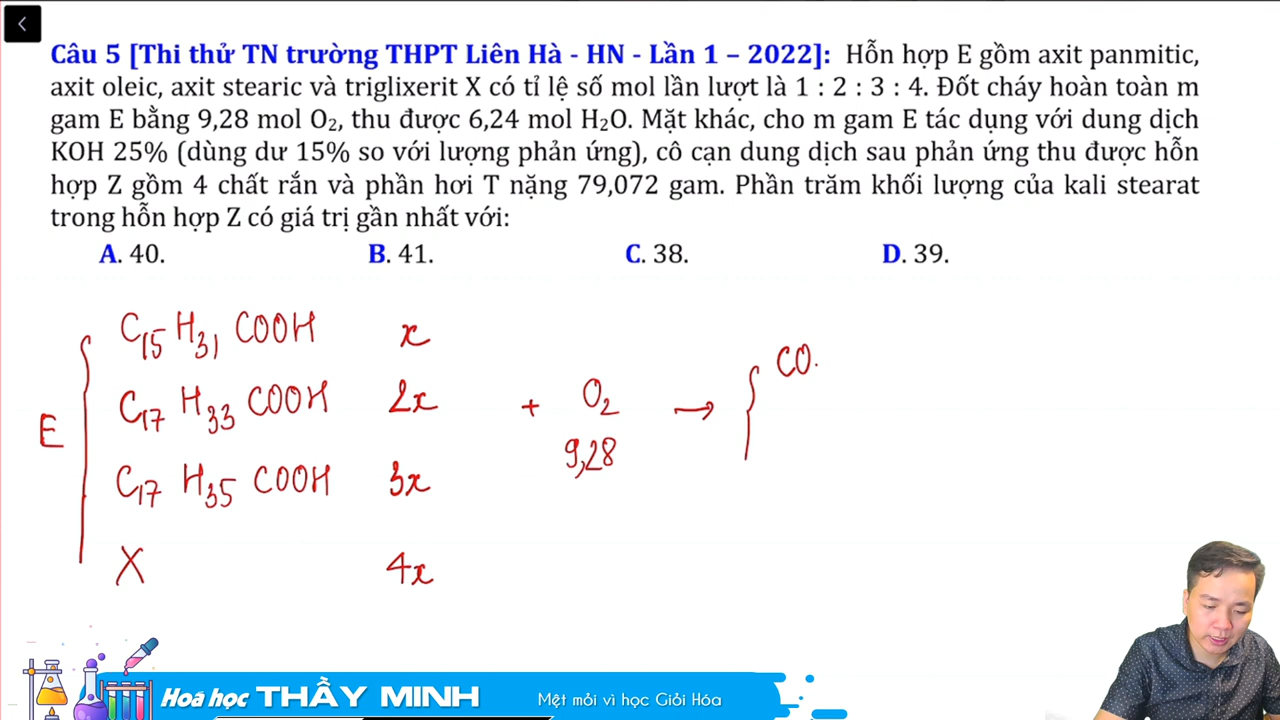 Câu 5 [Thi thử TN trường THPT Liên Hà - HN - Lần 1 – 2022]: Hỗn hợp E gồm axit panmitic,
axit oleic, axit stearic và triglixerit X có tỉ lệ số mol lần lượt là 1 : 2 : 3 : 4. Đốt cháy hoàn toàn m
gam E bằng 9,28 mol O₂, thu được 6,24 mol H₂O. Mặt khác, cho m gam E tác dụng với dung dịch
KOH 25% (dùng dư 15% so với lượng phản ứng), cô cạn dung dịch sau phản ứng thu được hỗn
hợp Z gồm 4 chất rắn và phần hơi T nặng 79,072 gam. Phần trăm khối lượng của kali stearat
trong hỗn hợp Z có giá trị gần nhất với:
A. 40. B. 41. C. 38. D. 39.
C₁₅H₃₁COOH x
C₁₇H₃₃COOH 2x + O₂ → CO
E 9,28
C₁₇H₃₅COOH 3x
X 4x
Hoá học THẦY MINH Mệt mỏi vì học Giỏi Hóa